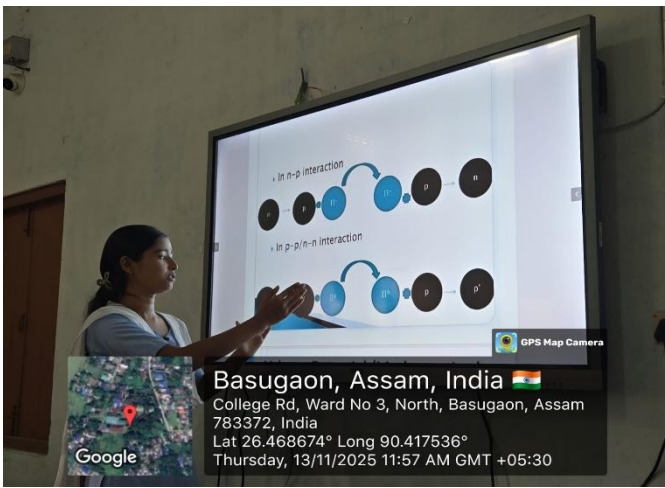 › In n-p interaction
n
p
p
n
› In p-p/n-n interaction
p
p'
GPS Map Camera
Basugaon, Assam, India
College Rd, Ward No 3, North, Basugaon, Assam
783372, India
Lat 26.468674° Long 90.417536°
Thursday, 13/11/2025 11:57 AM GMT +05:30
Google